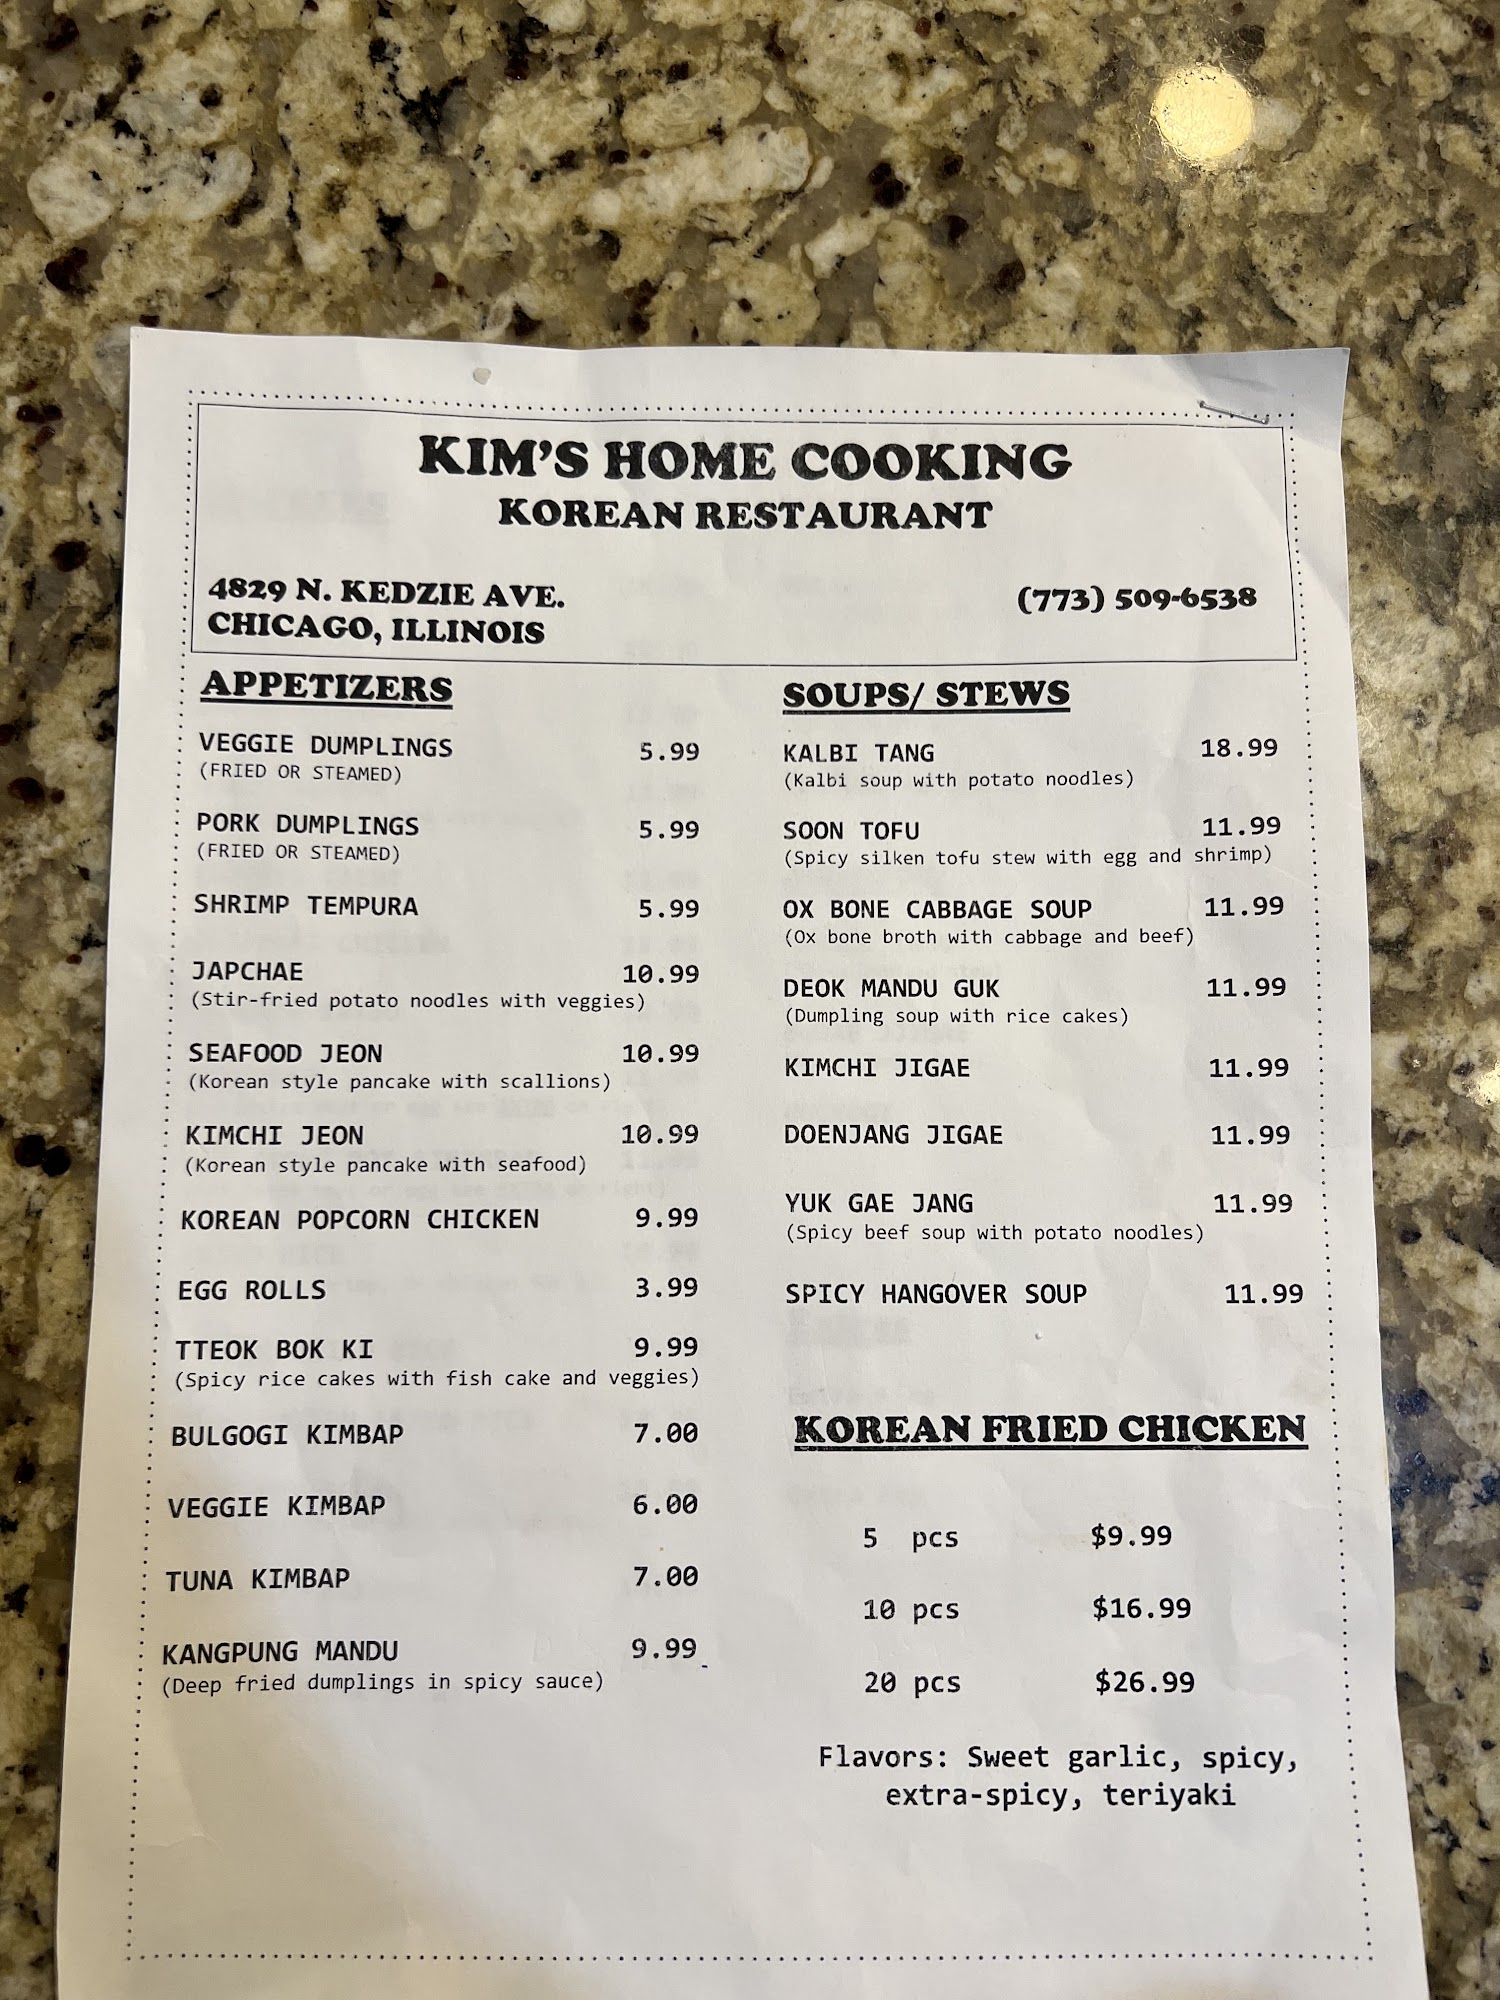 KIM'S HOME COOKING
KOREAN RESTAURANT
4829 N. KEDZIE AVE.
CHICAGO, ILLINOIS
(773) 509-6538
APPETIZERS
VEGGIE DUMPLINGS 5.99
(FRIED OR STEAMED)
PORK DUMPLINGS 5.99
(FRIED OR STEAMED)
SHRIMP TEMPURA 5.99
JAPCHAE 10.99
(Stir-fried potato noodles with veggies)
SEAFOOD JEON 10.99
(Korean style pancake with scallions)
KIMCHI JEON 10.99
(Korean style pancake with seafood)
KOREAN POPCORN CHICKEN 9.99
EGG ROLLS 3.99
TTEOK BOK KI 9.99
(Spicy rice cakes with fish cake and veggies)
BULGOGI KIMBAP 7.00
VEGGIE KIMBAP 6.00
TUNA KIMBAP 7.00
KANGPUNG MANDU 9.99
(Deep fried dumplings in spicy sauce)
SOUPS/ STEWS
KALBI TANG 18.99
(Kalbi soup with potato noodles)
SOON TOFU 11.99
(Spicy silken tofu stew with egg and shrimp)
OX BONE CABBAGE SOUP 11.99
(Ox bone broth with cabbage and beef)
DEOK MANDU GUK 11.99
(Dumpling soup with rice cakes)
KIMCHI JIGAE 11.99
DOENJANG JIGAE 11.99
YUK GAE JANG 11.99
(Spicy beef soup with potato noodles)
SPICY HANGOVER SOUP 11.99
KOREAN FRIED CHICKEN
5 pcs $9.99
10 pcs $16.99
20 pcs $26.99
Flavors: Sweet garlic, spicy,
extra-spicy, teriyaki